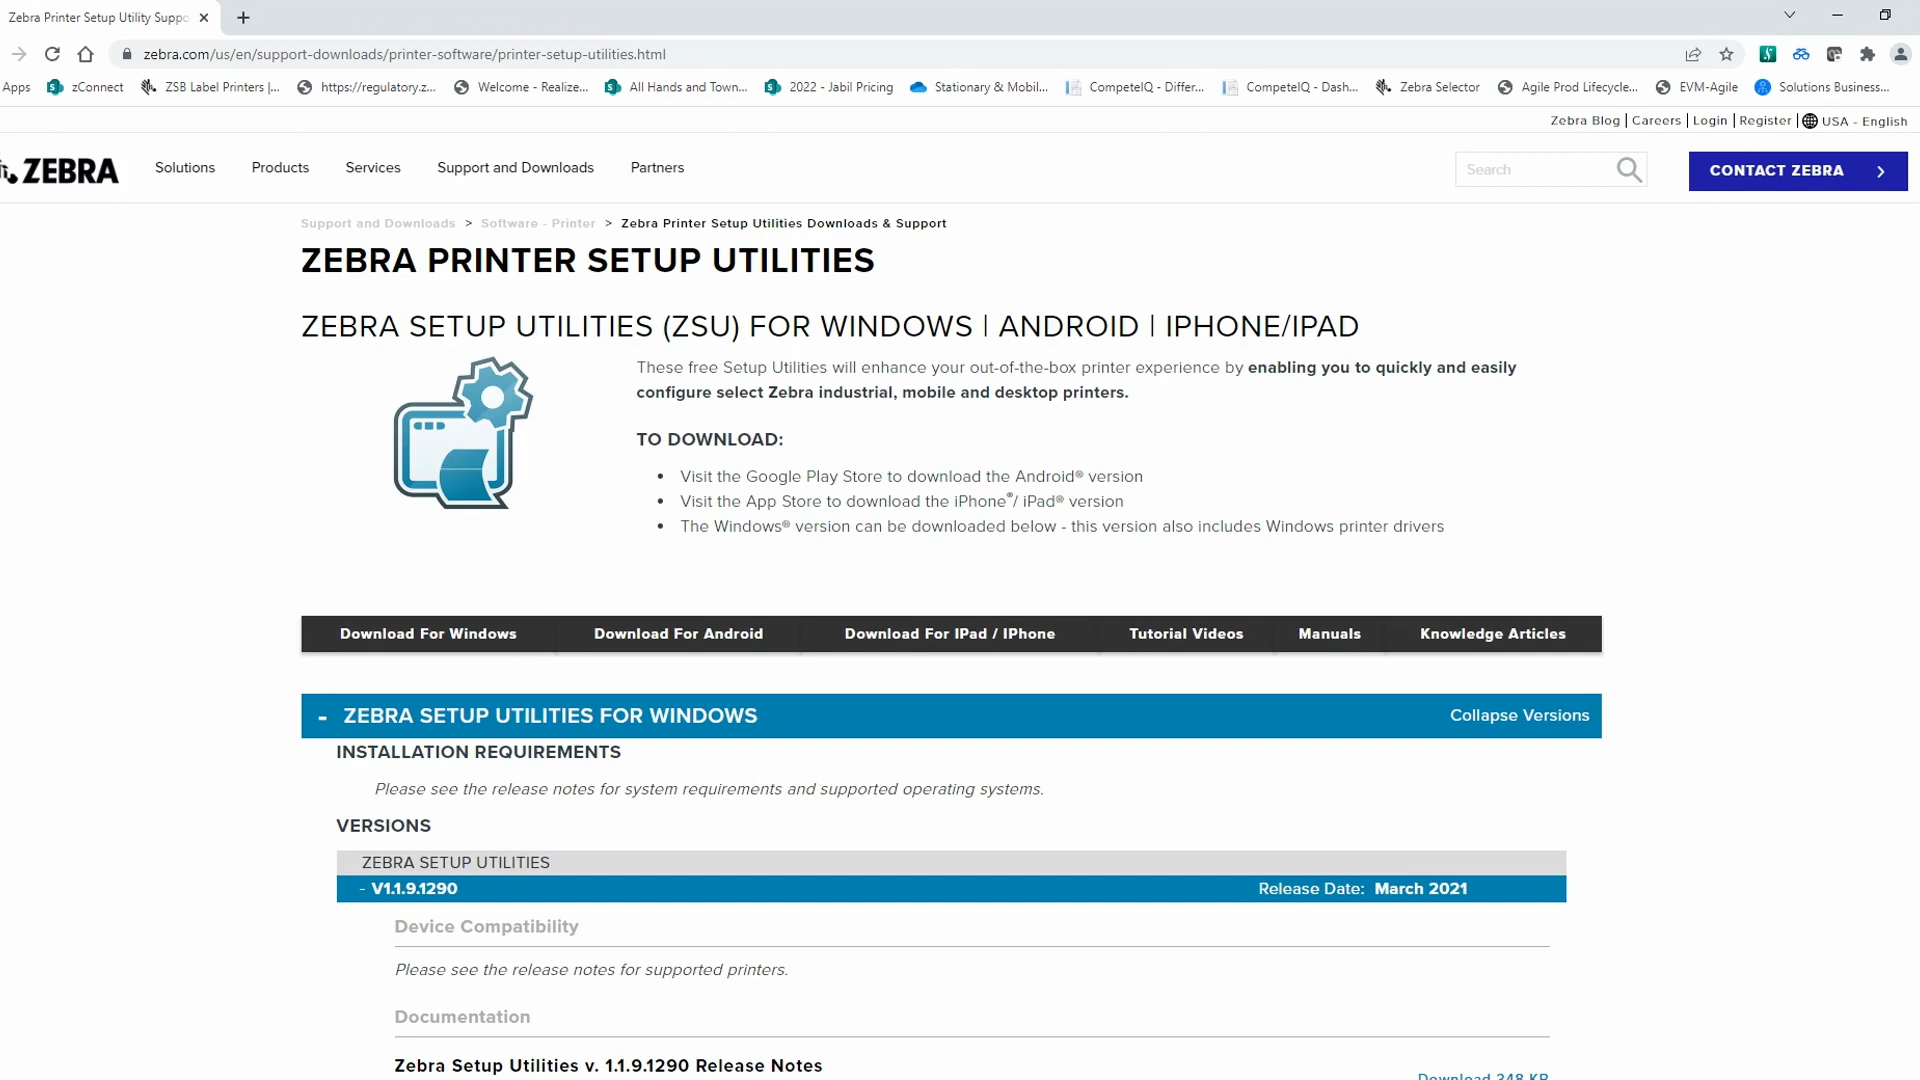 Zebra Printer Setup Utility Suppo
zebra.com/us/en/support-downloads/printer-software/printer-setup-utilities.html
Apps zConnect ZSB Label Printers |... https://regulatory.z... Welcome - Realize... All Hands and Town... 2022 - Jabil Pricing Stationary & Mobil... CompeteIQ - Differ... CompeteIQ - Dash... Zebra Selector Agile Prod Lifecycle... EVM-Agile Solutions Business...
Zebra Blog | Careers | Login | Register | USA - English
ZEBRA Solutions Products Services Support and Downloads Partners Search CONTACT ZEBRA >
Support and Downloads > Software - Printer > Zebra Printer Setup Utilities Downloads & Support
ZEBRA PRINTER SETUP UTILITIES
ZEBRA SETUP UTILITIES (ZSU) FOR WINDOWS | ANDROID | IPHONE/IPAD
These free Setup Utilities will enhance your out-of-the-box printer experience by enabling you to quickly and easily
configure select Zebra industrial, mobile and desktop printers.
TO DOWNLOAD:
• Visit the Google Play Store to download the Android® version
• Visit the App Store to download the iPhone®/ iPad® version
• The Windows® version can be downloaded below - this version also includes Windows printer drivers
Download For Windows Download For Android Download For IPad / IPhone Tutorial Videos Manuals Knowledge Articles
- ZEBRA SETUP UTILITIES FOR WINDOWS Collapse Versions
INSTALLATION REQUIREMENTS
Please see the release notes for system requirements and supported operating systems.
VERSIONS
ZEBRA SETUP UTILITIES
- V1.1.9.1290 Release Date: March 2021
Device Compatibility
Please see the release notes for supported printers.
Documentation
Zebra Setup Utilities v. 1.1.9.1290 Release Notes
Download 348 KB